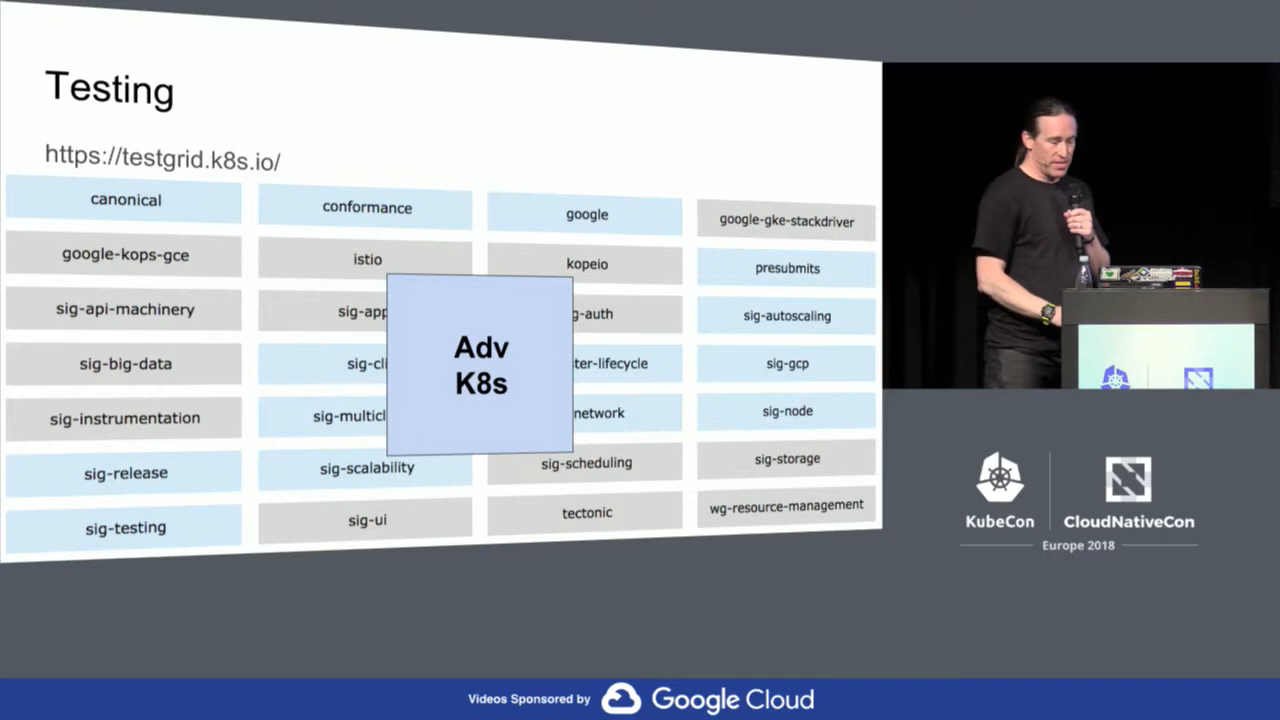 Testing
https://testgrid.k8s.io/
canonical
conformance
google
google-gke-stackdriver
google-kops-gce
istio
kopeio
presubmits
sig-api-machinery
sig-app
g-auth
sig-autoscaling
sig-big-data
sig-cli
ter-lifecycle
sig-gcp
sig-instrumentation
sig-multicl
network
sig-node
sig-release
sig-scalability
sig-scheduling
sig-storage
sig-testing
sig-ui
tectonic
wg-resource-management
Adv
K8s
KubeCon
CloudNativeCon
Europe 2018
Videos Sponsored by Google Cloud